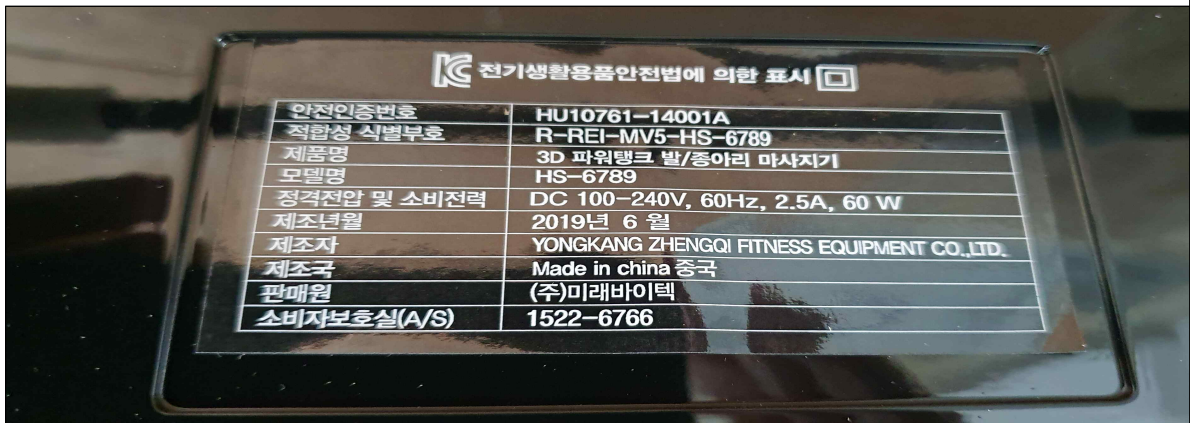 KC 전기생활용품안전법에 의한 표시
안전인증번호 HU10761-14001A
적합성 식별부호 R-REI-MV5-HS-6789
제품명 3D 파워탱크 발/종아리 마사지기
모델명 HS-6789
정격전압 및 소비전력 DC 100-240V, 60Hz, 2.5A, 60 W
제조년월 2019년 6 월
제조자 YONGKANG ZHENGQI FITNESS EQUIPMENT CO.,LTD.
제조국 Made in china 중국
판매원 (주)미래바이텍
소비자보호실(A/S) 1522-6766